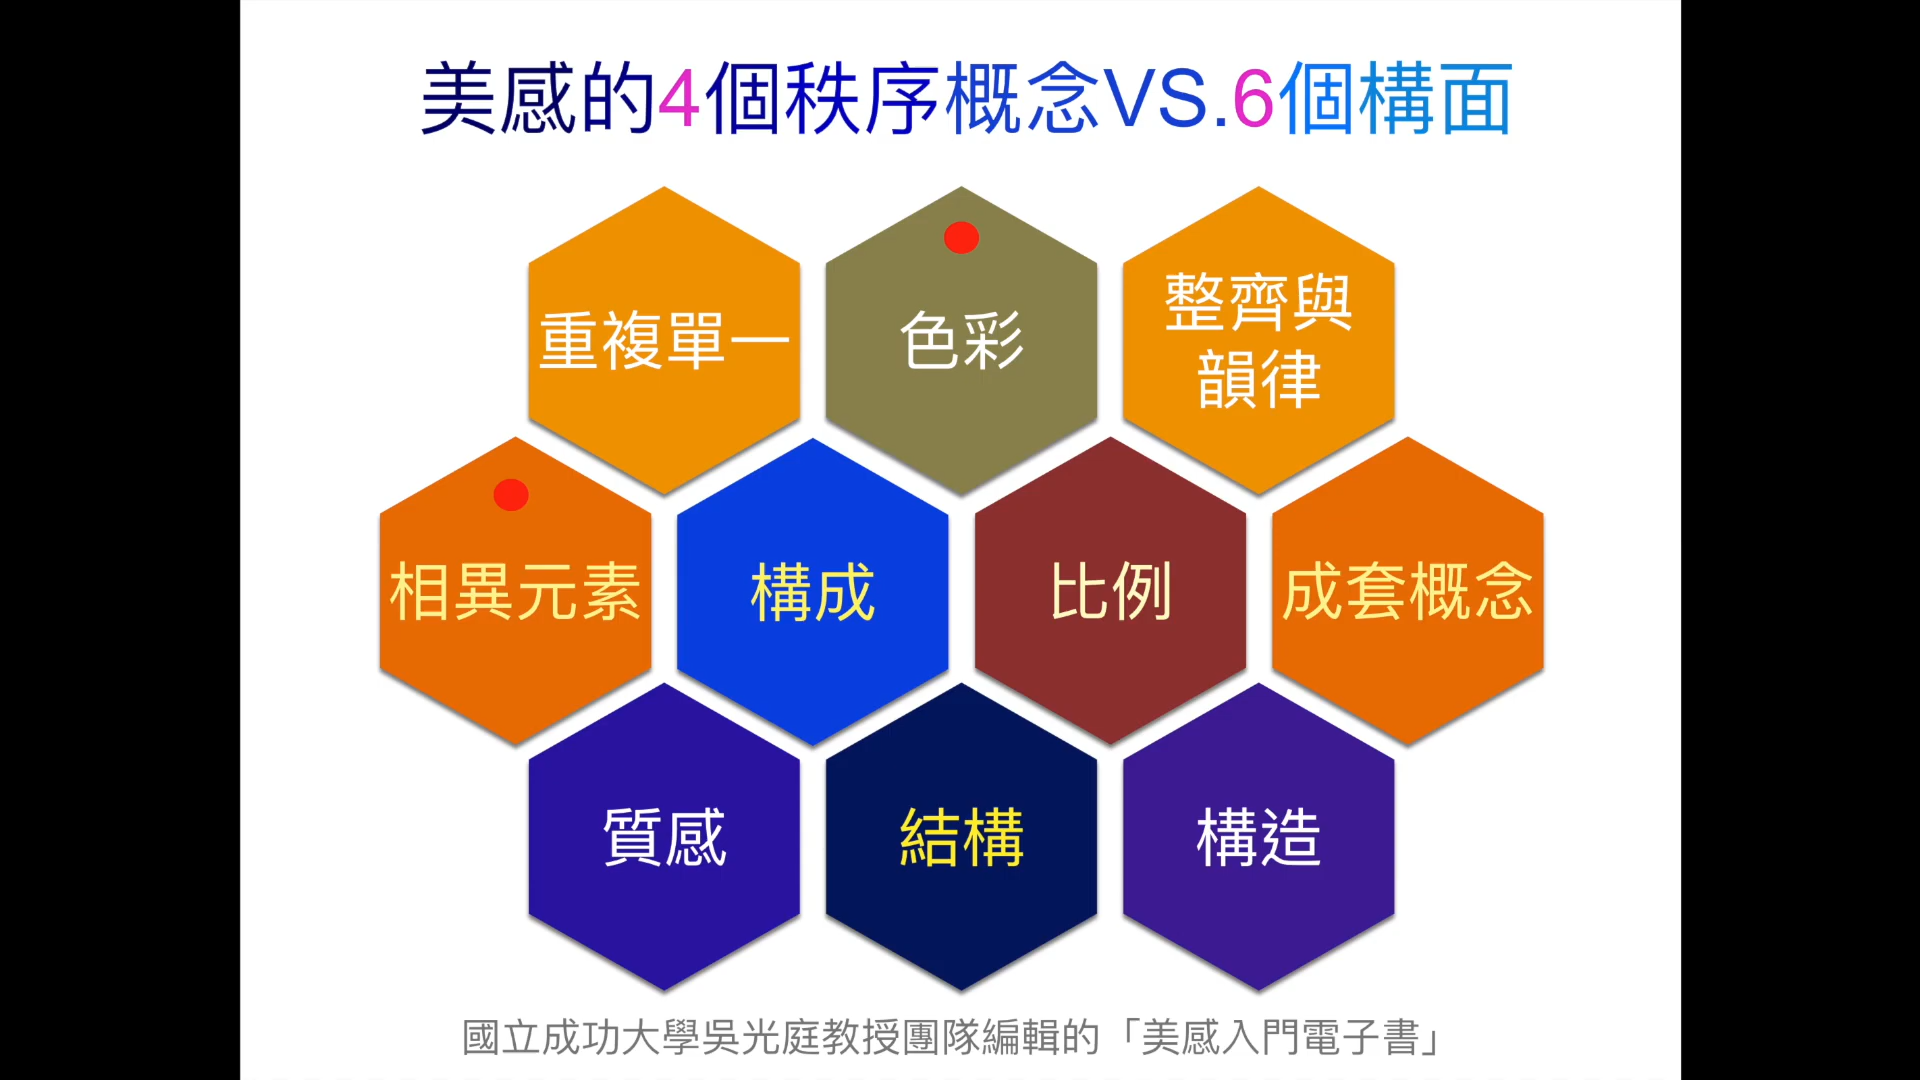 美感的4個秩序概念VS.6個構面
重複單一
色彩
整齊與
韻律
相異元素
構成
比例
成套概念
質感
結構
構造
國立成功大學吳光庭教授團隊編輯的「美感入門電子書」